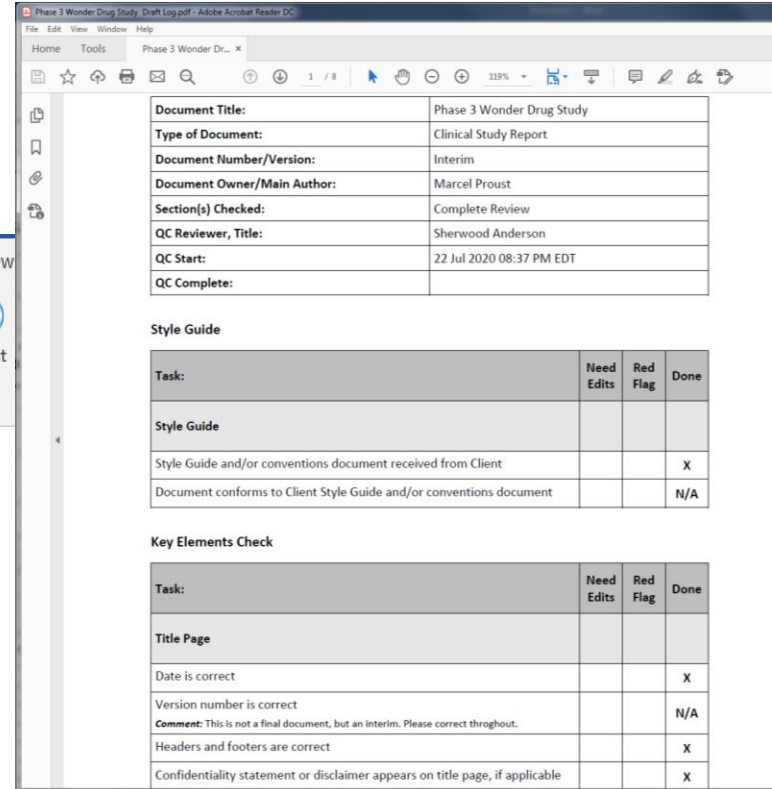 Phase 3 Wonder Drug Study Draft Log.pdf - Adobe Acrobat Reader DC
File Edit View Window Help
Home Tools Phase 3 Wonder Dr... ×
1 / 8 119%
Document Title: Phase 3 Wonder Drug Study
Type of Document: Clinical Study Report
Document Number/Version: Interim
Document Owner/Main Author: Marcel Proust
Section(s) Checked: Complete Review
QC Reviewer, Title: Sherwood Anderson
QC Start: 22 Jul 2020 08:37 PM EDT
QC Complete:
Style Guide
Task: Need Edits Red Flag Done
Style Guide
Style Guide and/or conventions document received from Client X
Document conforms to Client Style Guide and/or conventions document N/A
Key Elements Check
Task: Need Edits Red Flag Done
Title Page
Date is correct X
Version number is correct N/A
Comment: This is not a final document, but an interim. Please correct throghout.
Headers and footers are correct X
Confidentiality statement or disclaimer appears on title page, if applicable X